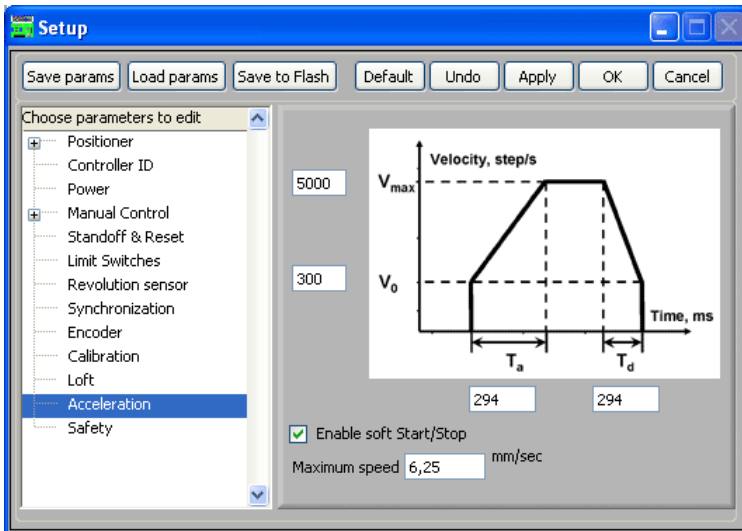 Setup
Save params Load params Save to Flash Default Undo Apply OK Cancel
Choose parameters to edit
Positioner
Controller ID
Power
Manual Control
Standoff & Reset
Limit Switches
Revolution sensor
Synchronization
Encoder
Calibration
Loft
Acceleration
Safety
Velocity, step/s
5000 Vmax
300 V0
Time, ms
Ta Td
294 294
Enable soft Start/Stop
Maximum speed 6,25 mm/sec